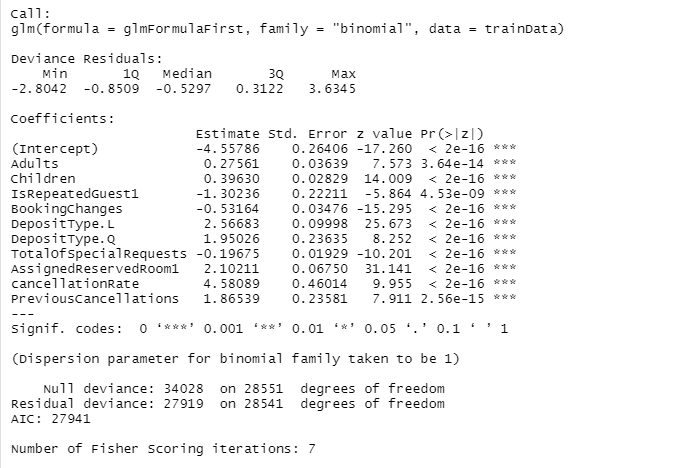 Call:
glm(formula = glmFormulaFirst, family = "binomial", data = trainData)
Deviance Residuals:
    Min      1Q  Median      3Q     Max
-2.8042 -0.8509 -0.5297  0.3122  3.6345
Coefficients:
                       Estimate Std. Error z value Pr(>|z|)
(Intercept)            -4.55786    0.26406 -17.260  < 2e-16 ***
Adults                  0.27561    0.03639   7.573 3.64e-14 ***
Children                0.39630    0.02829  14.009  < 2e-16 ***
IsRepeatedGuest1       -1.30236    0.22211  -5.864 4.53e-09 ***
BookingChanges         -0.53164    0.03476 -15.295  < 2e-16 ***
DepositType.L           2.56683    0.09998  25.673  < 2e-16 ***
DepositType.Q           1.95026    0.23635   8.252  < 2e-16 ***
TotalOfSpecialRequests -0.19675    0.01929 -10.201  < 2e-16 ***
AssignedReservedRoom1   2.10211    0.06750  31.141  < 2e-16 ***
cancellationRate        4.58089    0.46014   9.955  < 2e-16 ***
PreviousCancellations   1.86539    0.23581   7.911 2.56e-15 ***
---
Signif. codes:  0 ‘***’ 0.001 ‘**’ 0.01 ‘*’ 0.05 ‘.’ 0.1 ‘ ’ 1
(Dispersion parameter for binomial family taken to be 1)
    Null deviance: 34028  on 28551  degrees of freedom
Residual deviance: 27919  on 28541  degrees of freedom
AIC: 27941
Number of Fisher Scoring iterations: 7